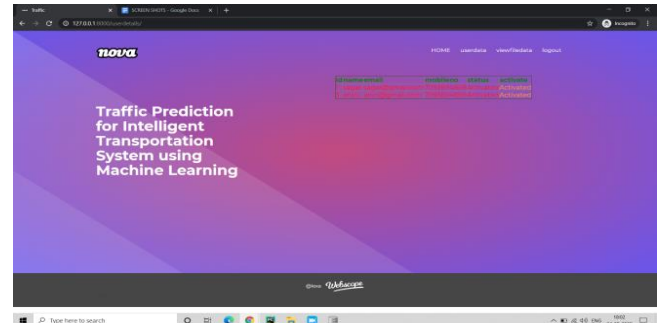 Traffic
SCREEN SHOTS - Google Docs
127.0.0.1:8000/userdetails/
Incognito
nova
HOME userdata viewfiledata logout
id name email mobileno status activate
Activated
Activated
Traffic Prediction
for Intelligent
Transportation
System using
Machine Learning
@Nova Webscope
Type here to search
ENG